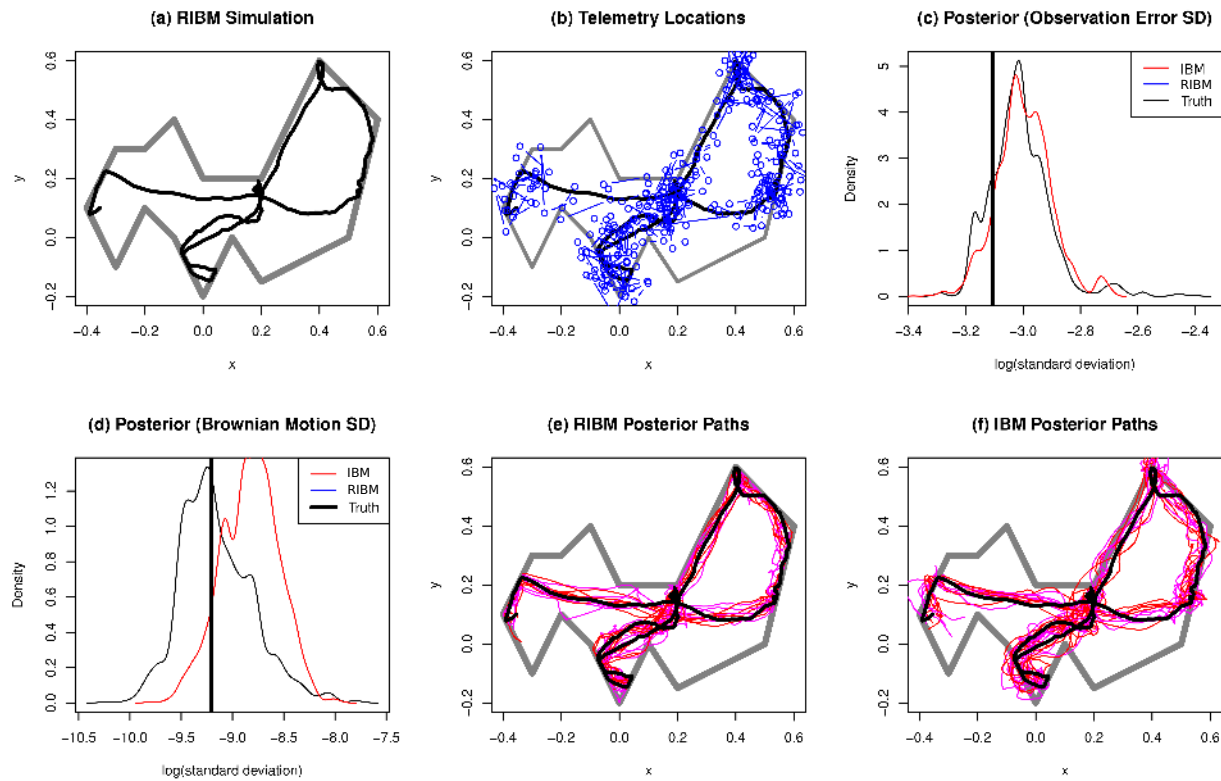 (a) RIBM Simulation
y
0.6
0.4
0.2
0.0
−0.2
−0.4 −0.2 0.0 0.2 0.4 0.6
x
(b) Telemetry Locations
y
0.6
0.4
0.2
0.0
−0.2
−0.4 −0.2 0.0 0.2 0.4 0.6
x
(c) Posterior (Observation Error SD)
Density
5
4
3
2
1
0
IBM
RIBM
Truth
−3.4 −3.2 −3.0 −2.8 −2.6 −2.4
log(standard deviation)
(d) Posterior (Brownian Motion SD)
Density
1.2
1.0
0.8
0.6
0.4
0.2
0.0
IBM
RIBM
Truth
−10.5 −10.0 −9.5 −9.0 −8.5 −8.0 −7.5
log(standard deviation)
(e) RIBM Posterior Paths
y
0.6
0.4
0.2
0.0
−0.2
−0.4 −0.2 0.0 0.2 0.4 0.6
x
(f) IBM Posterior Paths
y
0.6
0.4
0.2
0.0
−0.2
−0.4 −0.2 0.0 0.2 0.4 0.6
x